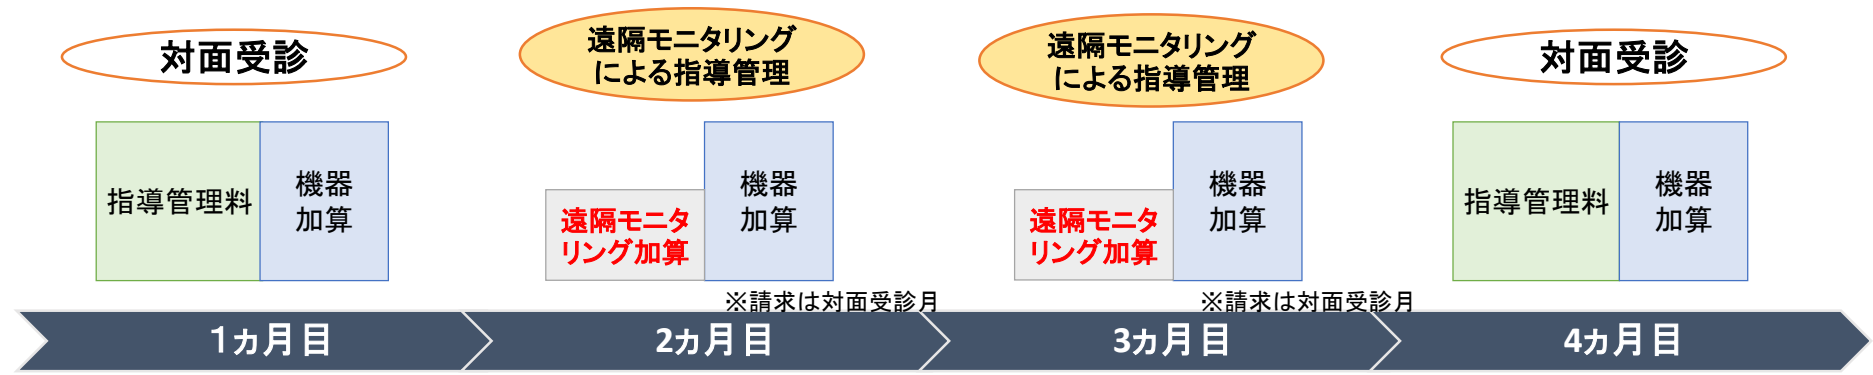 対面受診
遠隔モニタリング
による指導管理
遠隔モニタリング
による指導管理
対面受診
指導管理料
機器
加算
遠隔モニタ
リング加算
機器
加算
遠隔モニタ
リング加算
機器
加算
指導管理料
機器
加算
※請求は対面受診月
※請求は対面受診月
1ヵ月目
2ヵ月目
3ヵ月目
4ヵ月目